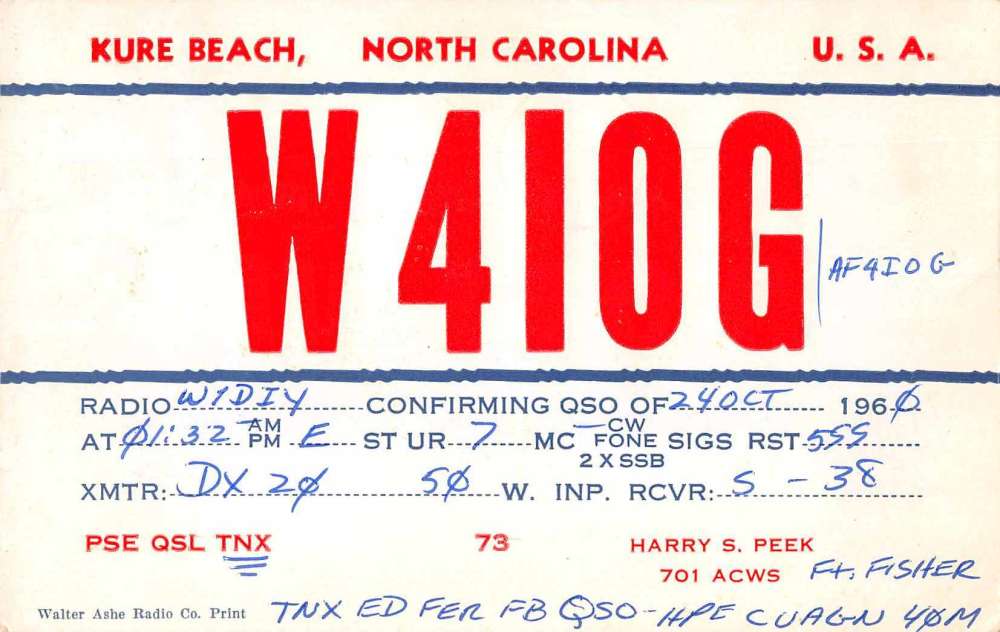 KURE BEACH, NORTH CAROLINA U. S. A.
W4IOG
AF4IOG
RADIO W1DIY CONFIRMING QSO OF 24 OCT 1960
AT Ø1:32 AM PM E ST UR 7 MC CW FONE 2 X SSB SIGS RST 599
XMTR: DX 2Ø 5Ø W. INP. RCVR: S - 38
PSE QSL TNX 73 HARRY S. PEEK
701 ACWS Ft. FISHER
Walter Ashe Radio Co. Print TNX ED FER FB QSO - HPE CUAGN 4ØM